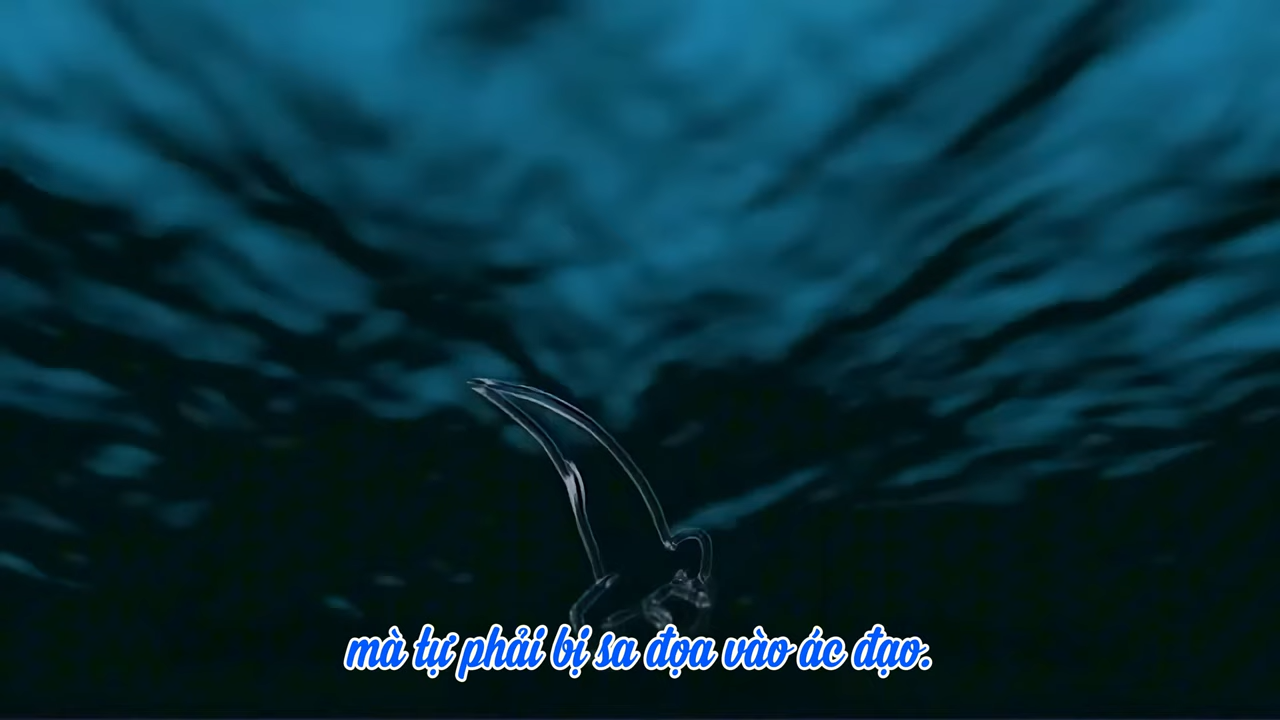 mà tự phải bị sa đọa vào ác đạo.